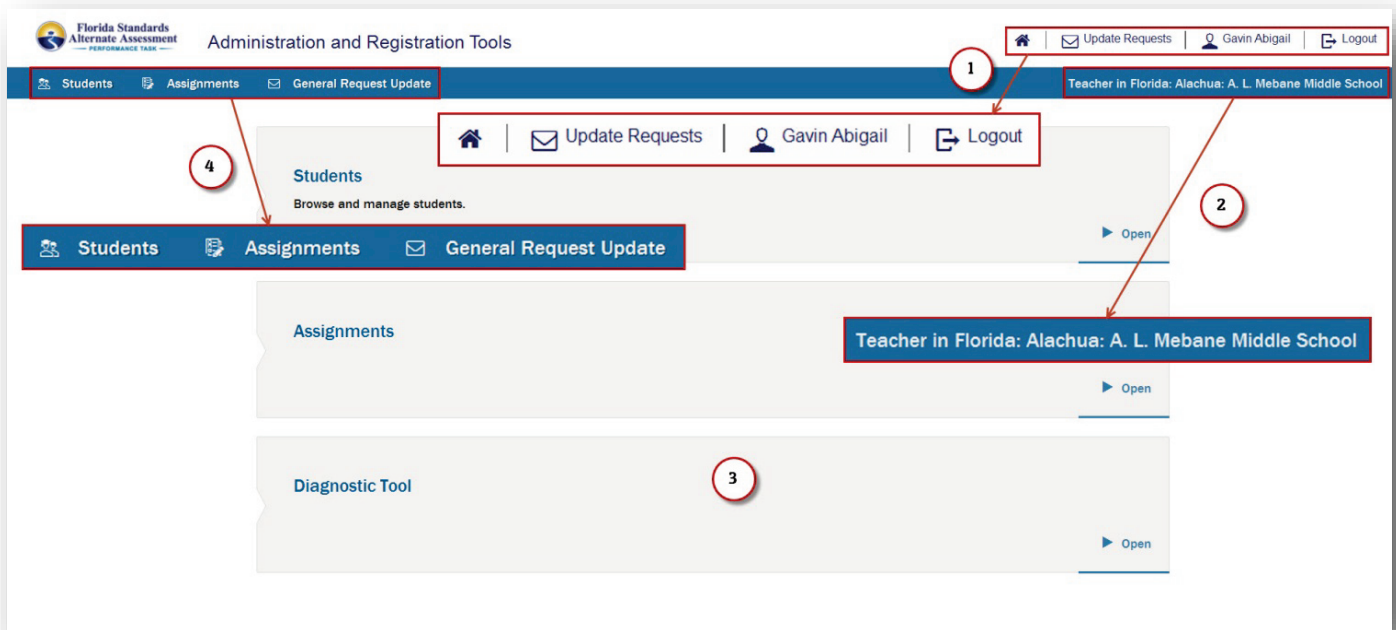 Florida Standards
Alternate Assessment
PERFORMANCE TASK
Administration and Registration Tools
Update Requests Gavin Abigail Logout
1
Students Assignments General Request Update
Teacher in Florida: Alachua: A. L. Mebane Middle School
Update Requests Gavin Abigail Logout
4
Students
Browse and manage students.
2
Open
Students Assignments General Request Update
Assignments
Teacher in Florida: Alachua: A. L. Mebane Middle School
Open
Diagnostic Tool
3
Open